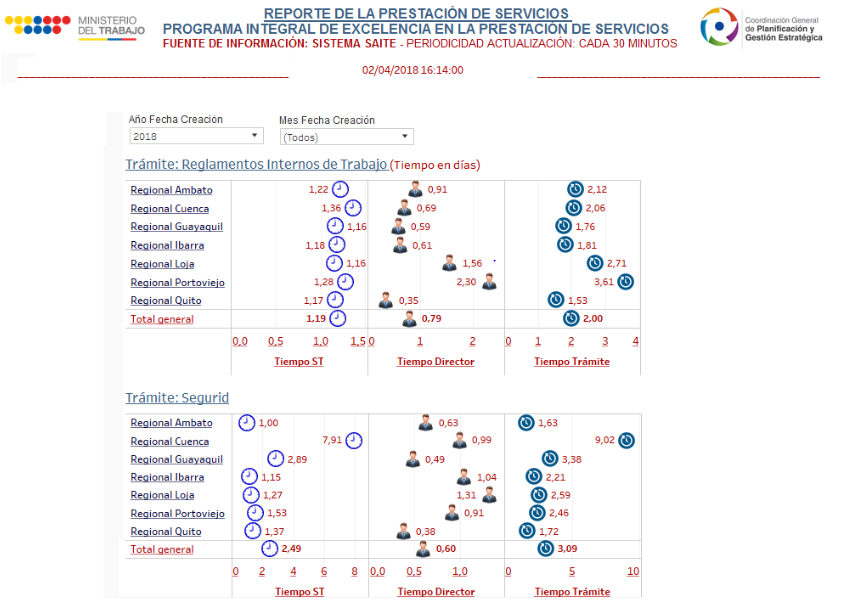 MINISTERIO
DEL TRABAJO
REPORTE DE LA PRESTACIÓN DE SERVICIOS
PROGRAMA INTEGRAL DE EXCELENCIA EN LA PRESTACIÓN DE SERVICIOS
FUENTE DE INFORMACIÓN: SISTEMA SAITE - PERIODICIDAD ACTUALIZACIÓN: CADA 30 MINUTOS
Coordinación General
de Planificación y
Gestión Estratégica
02/04/2018 16:14:00
Año Fecha Creación Mes Fecha Creación
2018 (Todos)
Trámite: Reglamentos Internos de Trabajo (Tiempo en días)
Regional Ambato 1,22 0,91 2,12
Regional Cuenca 1,36 0,69 2,06
Regional Guayaquil 1,16 0,59 1,76
Regional Ibarra 1,18 0,61 1,81
Regional Loja 1,16 1,56 2,71
Regional Portoviejo 1,28 2,30 3,61
Regional Quito 1,17 0,35 1,53
Total general 1,19 0,79 2,00
0,0 0,5 1,0 1,5 0 1 2 0 1 2 3 4
Tiempo ST Tiempo Director Tiempo Trámite
Trámite: Segurid
Regional Ambato 1,00 0,63 1,63
Regional Cuenca 7,91 0,99 9,02
Regional Guayaquil 2,89 0,49 3,38
Regional Ibarra 1,15 1,04 2,21
Regional Loja 1,27 1,31 2,59
Regional Portoviejo 1,53 0,91 2,46
Regional Quito 1,37 0,38 1,72
Total general 2,49 0,60 3,09
0 2 4 6 8 0,0 0,5 1,0 0 5 10
Tiempo ST Tiempo Director Tiempo Trámite